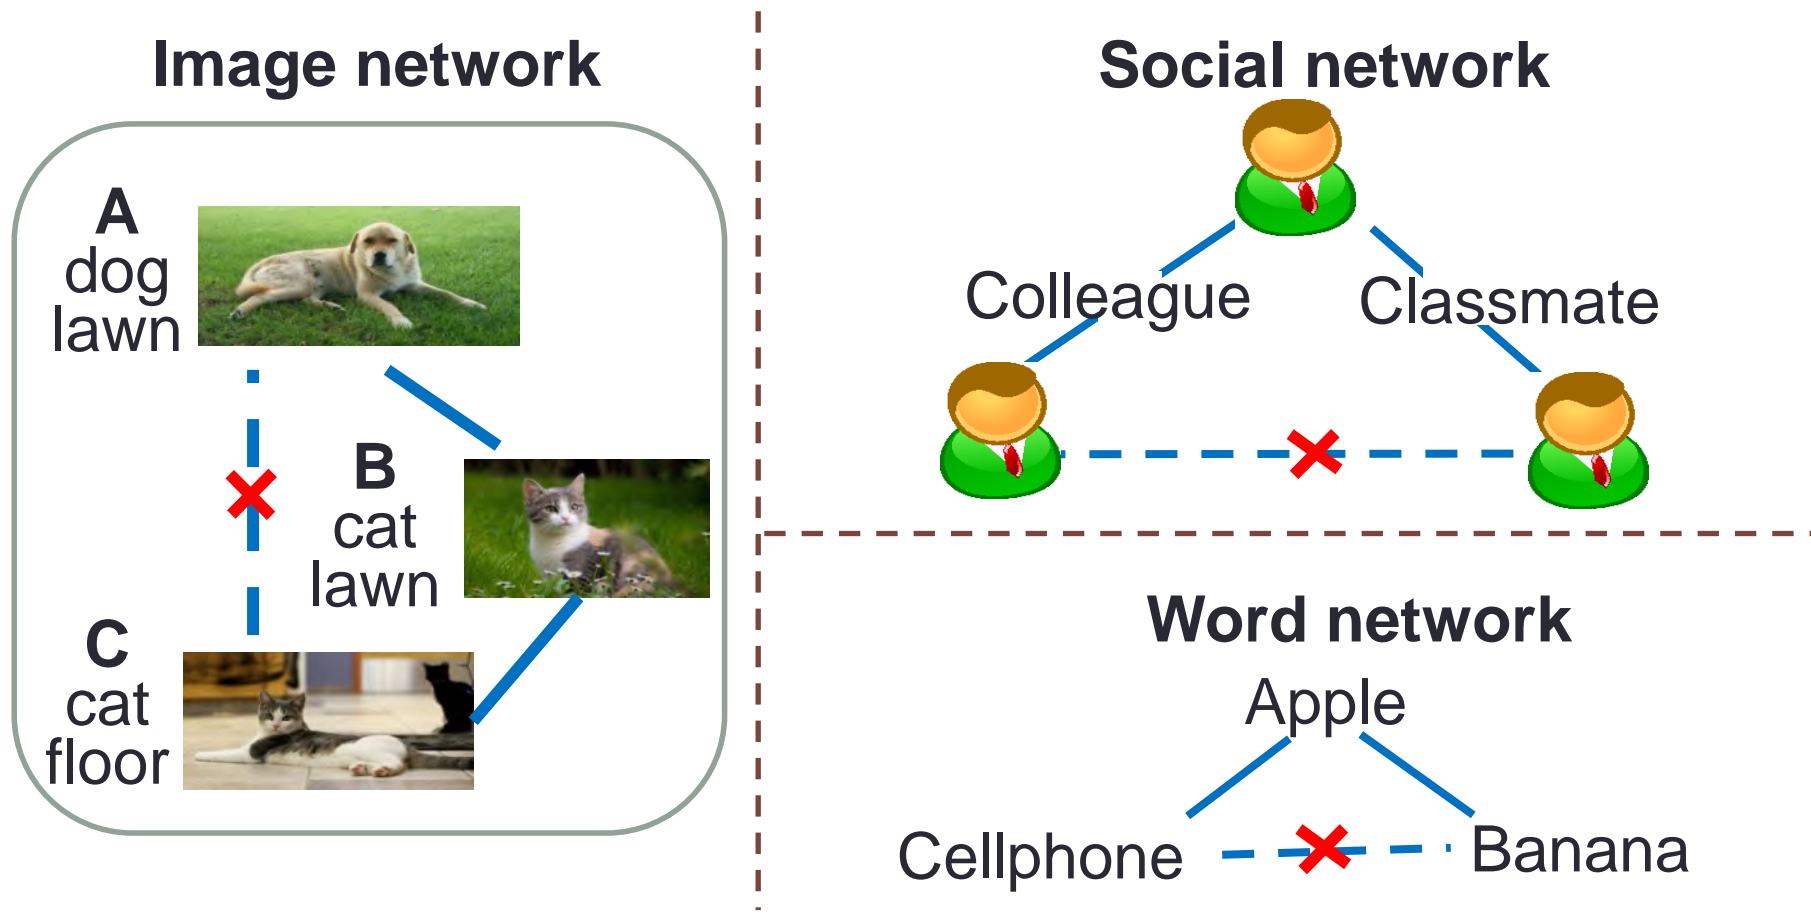 Image network
A
dog
lawn
B
cat
lawn
C
cat
floor
Social network
Colleague
Classmate
Word network
Apple
Cellphone
Banana